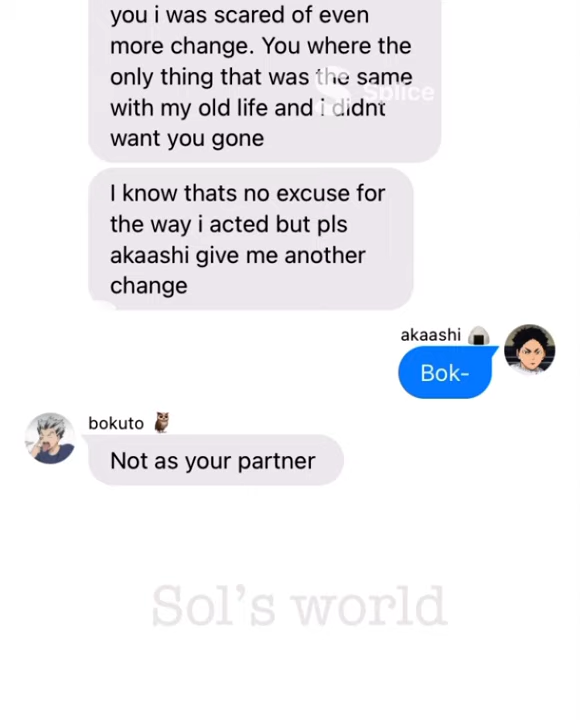 you i was scared of even
more change. You where the
only thing that was the same
with my old life and i didnt
want you gone
Splice
I know thats no excuse for
the way i acted but pls
akaashi give me another
change
akaashi 🍙
Bok-
bokuto 🦉
Not as your partner
Sol's world